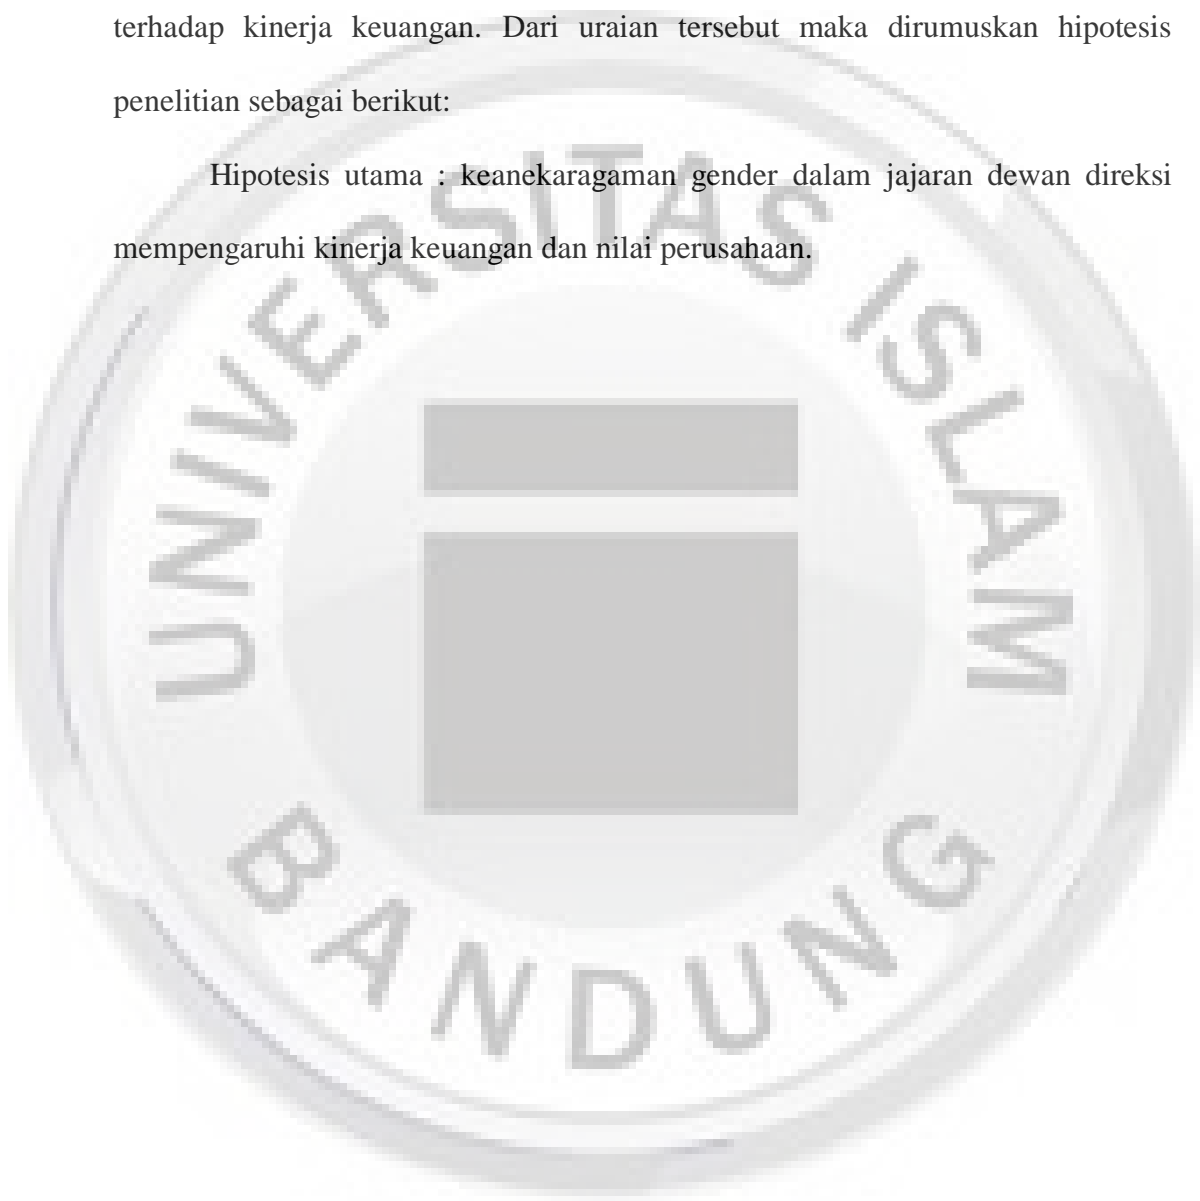 terhadap kinerja keuangan. Dari uraian tersebut maka dirumuskan hipotesis
penelitian sebagai berikut:
Hipotesis utama : keanekaragaman gender dalam jajaran dewan direksi
mempengaruhi kinerja keuangan dan nilai perusahaan.
UNIVERSITAS ISLAM
BANDUNG